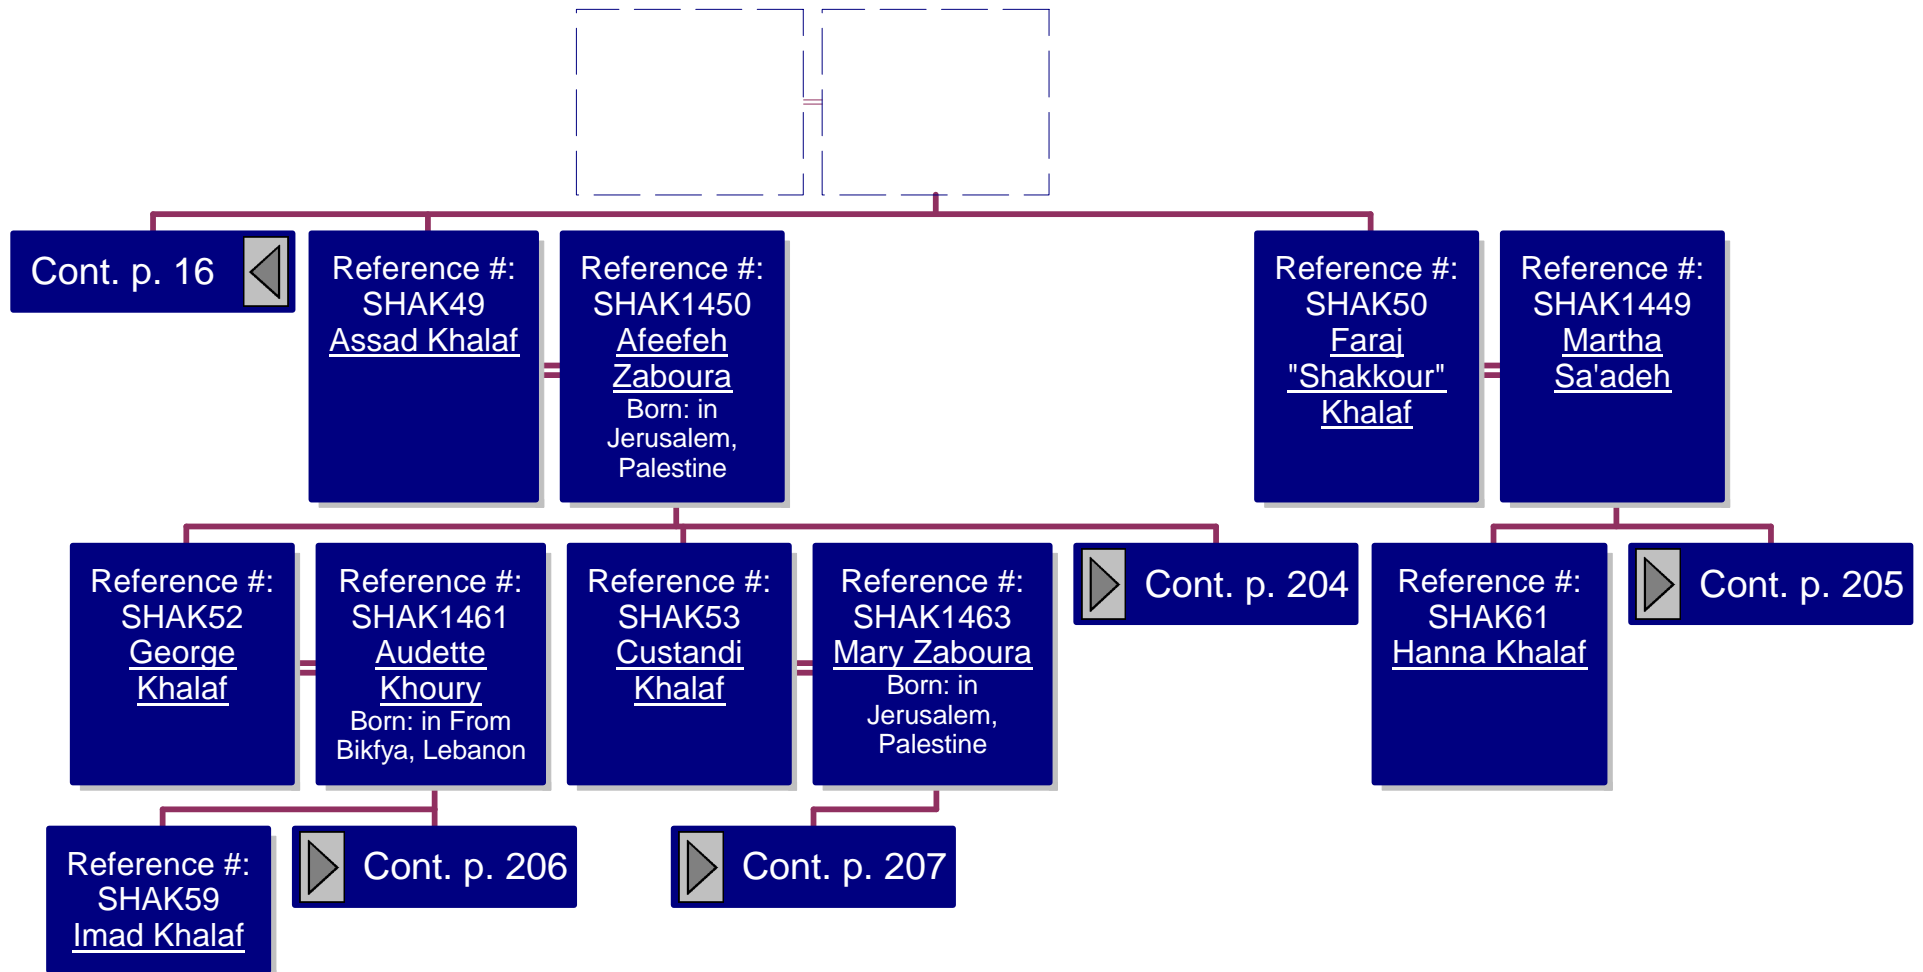 Cont. p. 16
Reference #:
SHAK49
Assad Khalaf
Reference #:
SHAK1450
Afeefeh
Zaboura
Born: in
Jerusalem,
Palestine
Reference #:
SHAK50
Faraj
"Shakkour"
Khalaf
Reference #:
SHAK1449
Martha
Sa'adeh
Reference #:
SHAK52
George
Khalaf
Reference #:
SHAK1461
Audette
Khoury
Born: in From
Bikfya, Lebanon
Reference #:
SHAK53
Custandi
Khalaf
Reference #:
SHAK1463
Mary Zaboura
Born: in
Jerusalem,
Palestine
Cont. p. 204
Reference #:
SHAK61
Hanna Khalaf
Cont. p. 205
Reference #:
SHAK59
Imad Khalaf
Cont. p. 206
Cont. p. 207